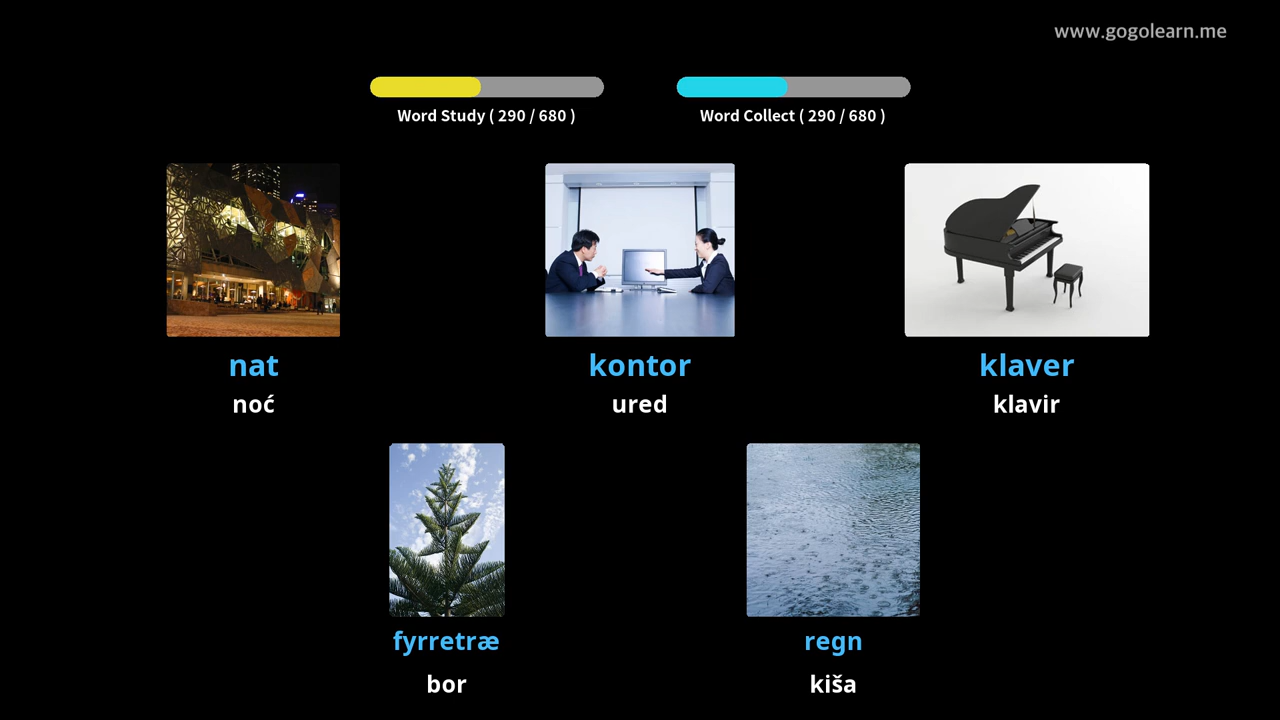 www.gogolearn.me
Word Study ( 290 / 680 )
Word Collect ( 290 / 680 )
nat
noć
kontor
ured
klaver
klavir
fyrretræ
bor
regn
kiša